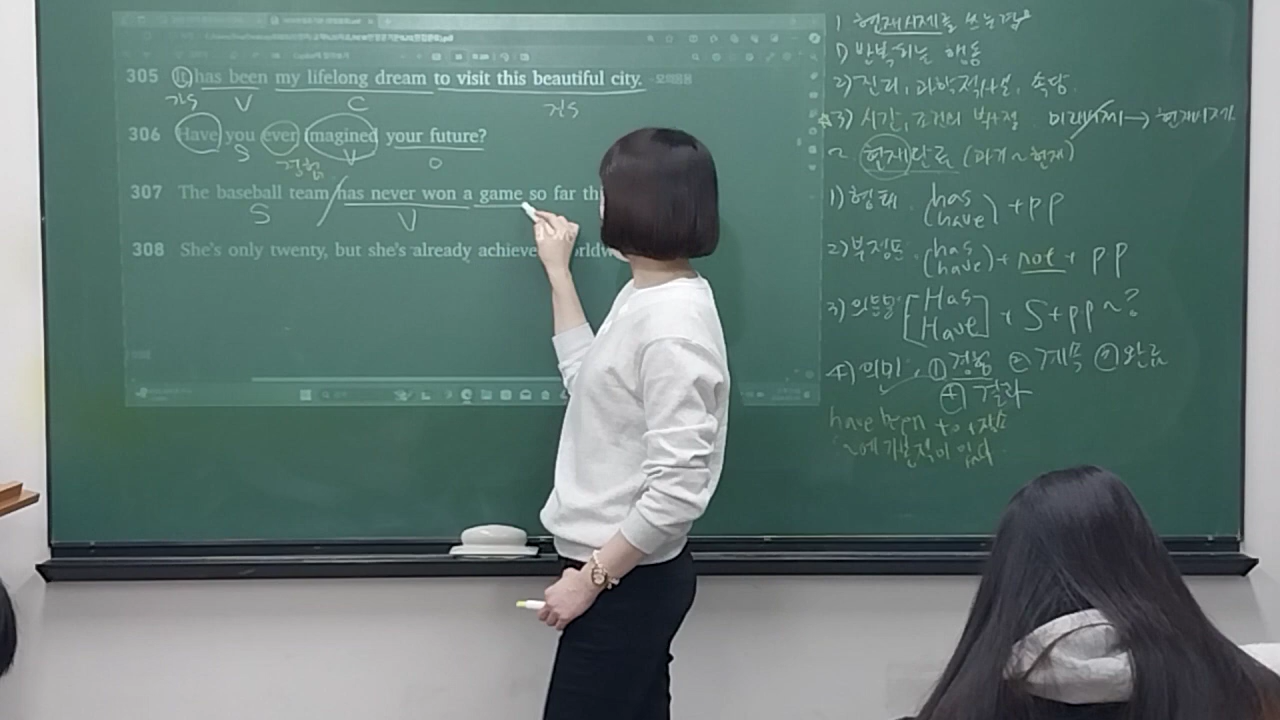 305 It has been my lifelong dream to visit this beautiful city.
가주 V C 진주
306 Have you ever imagined your future?
S 경험 V O
307 The baseball team has never won a game so far thi
S V
308 She's only twenty, but she's already achieve orldw
1 현재시제를 쓰는 경우
1) 반복되는 행동
2) 진리, 과학적사실, 속담
☆3) 시간, 조건의 부사절 미래시제 → 현재시제
2 현재완료 (과거~현재)
1) 형태 (has have) + pp
2) 부정문 (has have) + not + pp
3) 의문문 [Has Have] + S + pp ~?
4) 의미 ① 경험 ② 계속 ③ 완료
④ 결과
have been to + 장소
~에 가본적이 있다